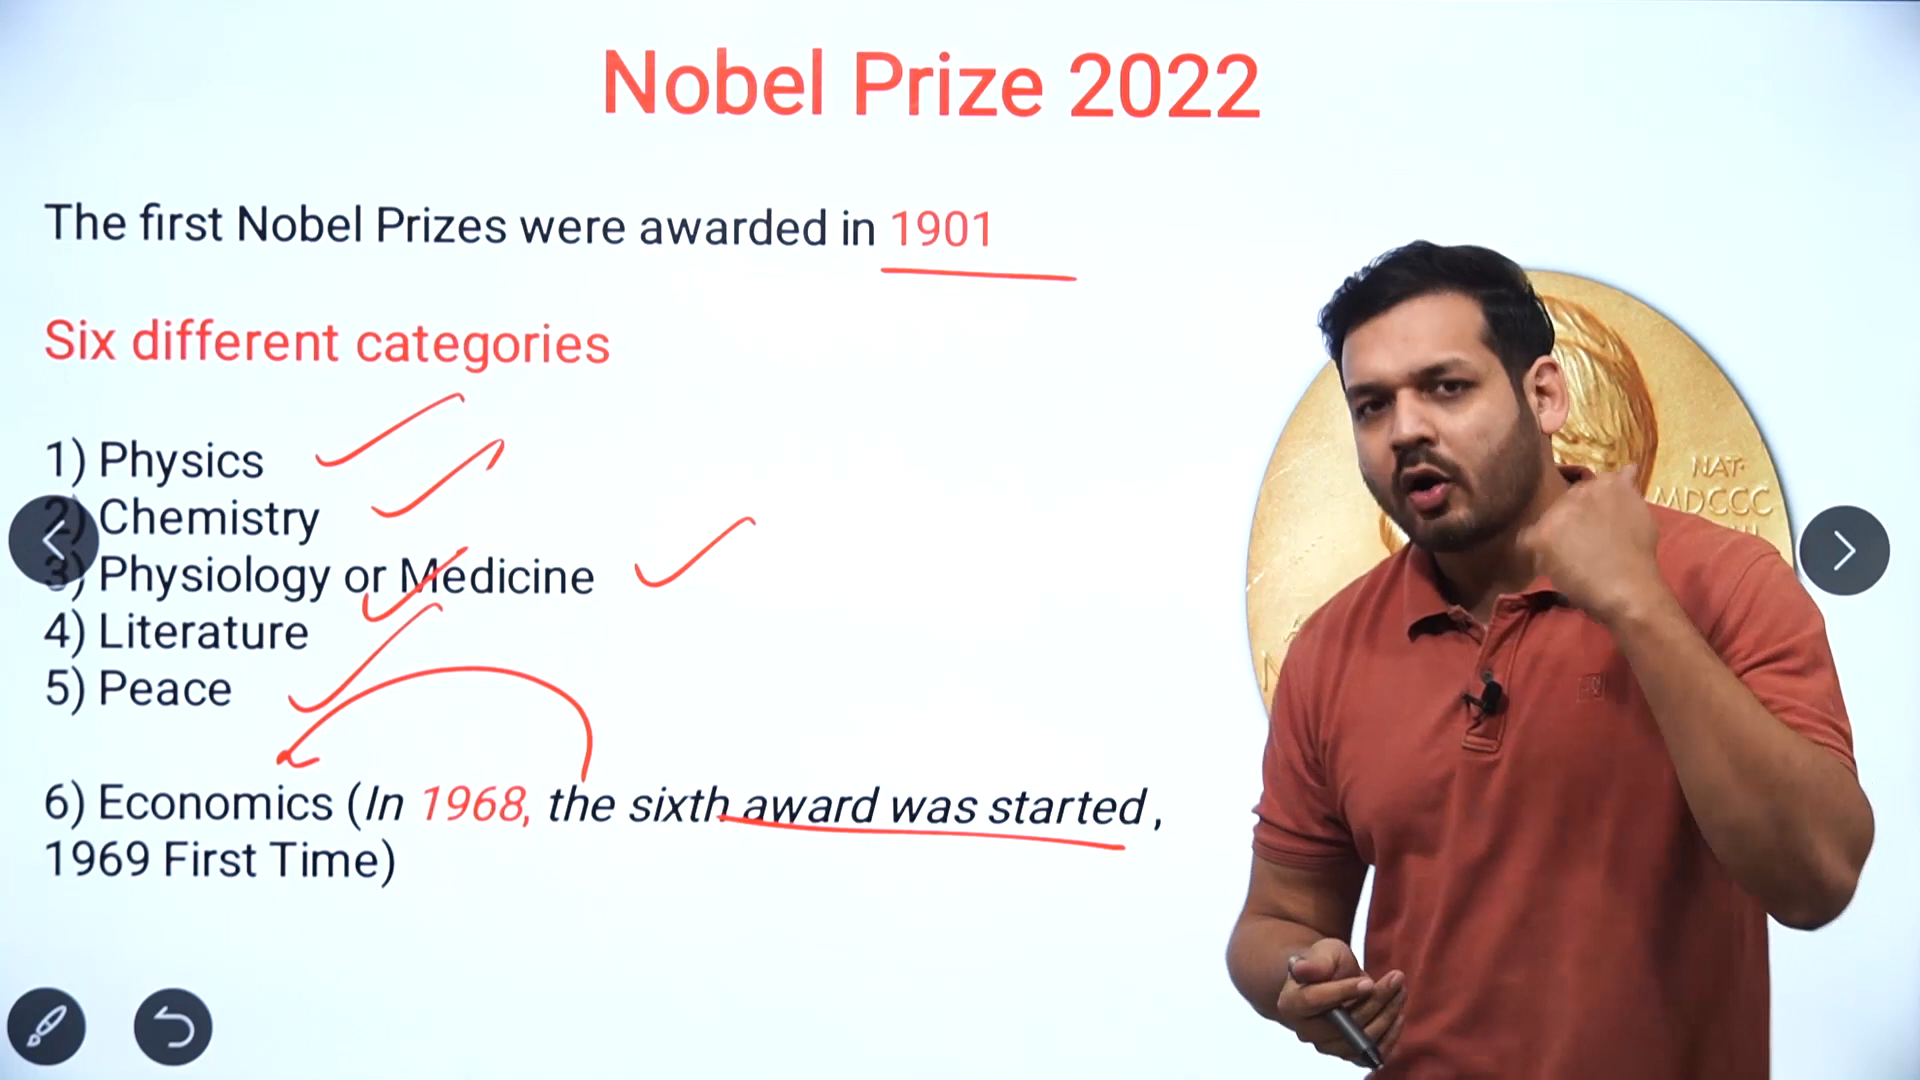 Nobel Prize 2022
The first Nobel Prizes were awarded in 1901
Six different categories
1) Physics
2) Chemistry
3) Physiology or Medicine
4) Literature
5) Peace
6) Economics (In 1968, the sixth award was started,
1969 First Time)
NAT·
MDCCC